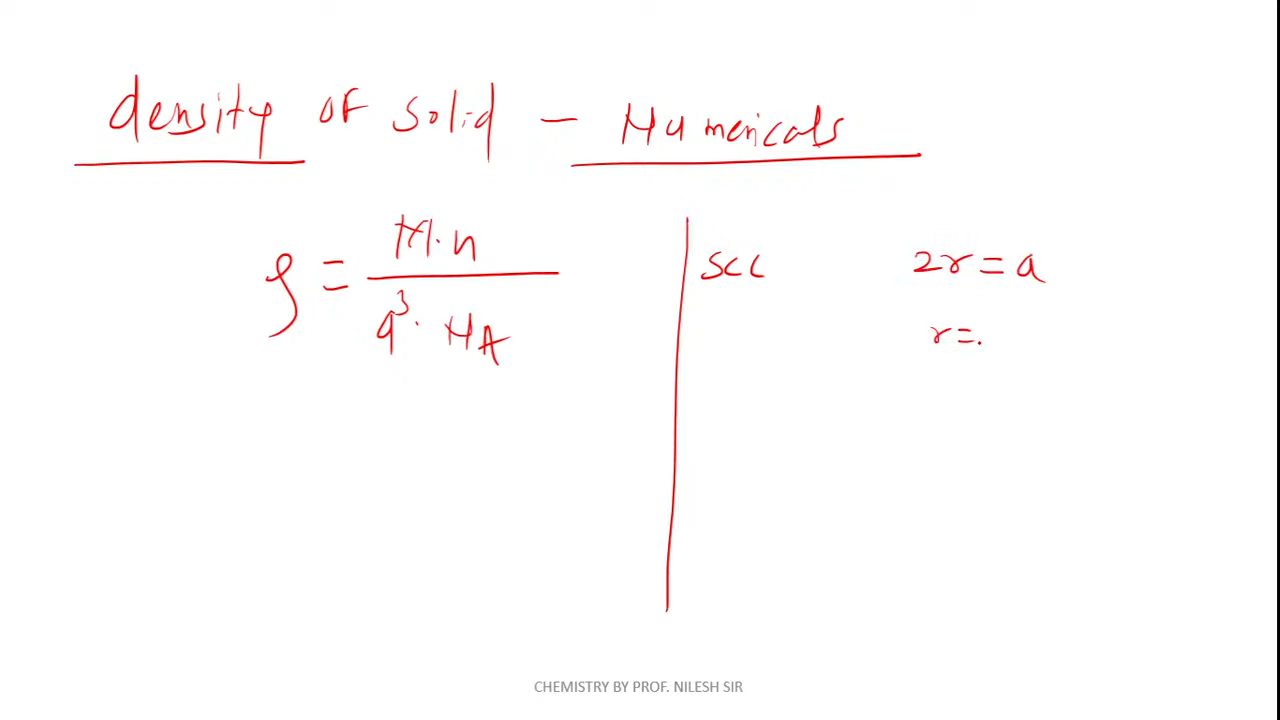 density of solid - Numericals
ρ = M.n / a³. NA
scc 2r = a
r = .
CHEMISTRY BY PROF. NILESH SIR